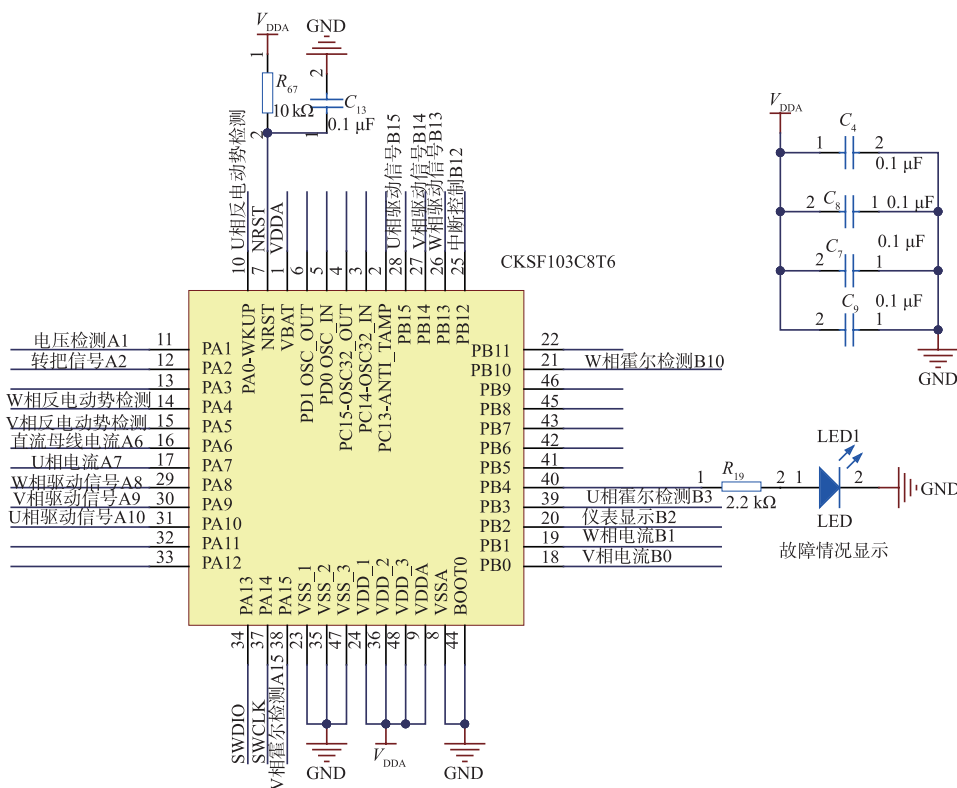 V_DDA
GND
1
2
R_67
10 kΩ
2
C_13
0.1 μF
1
U相反电动势检测
NRST
VDDA
U相驱动信号B15
V相驱动信号B14
W相驱动信号B13
中断控制B12
10
7
1
6
5
4
3
2
28
27
26
25
CKSF103C8T6
PA0-WKUP
NRST
VBAT
PD1 OSC_OUT
PD0 OSC_IN
PC15-OSC32_OUT
PC14-OSC32_IN
PC13-ANTI_TAMP
PB15
PB14
PB13
PB12
电压检测A1 11 PA1
转把信号A2 12 PA2
13 PA3
W相反电动势检测 14 PA4
V相反电动势检测 15 PA5
直流母线电流A6 16 PA6
U相电流A7 17 PA7
W相驱动信号A8 29 PA8
V相驱动信号A9 30 PA9
U相驱动信号A10 31 PA10
32 PA11
33 PA12
PB11 22
PB10 21 W相霍尔检测B10
PB9 46
PB8 45
PB7 43
PB6 42
PB5 41
PB4 40
PB3 39 U相霍尔检测B3
PB2 20 仪表显示B2
PB1 19 W相电流B1
PB0 18 V相电流B0
PA13
PA14
PA15
VSS_1
VSS_2
VSS_3
VDD_1
VDD_2
VDD_3
VDDA
VSSA
BOOT0
34
37
38
23
35
47
24
36
48
9
8
44
SWDIO
SWCLK
V相霍尔检测A15
GND
V_DDA
GND
V_DDA
C_4
1 2
0.1 μF
C_8
2 1 0.1 μF
0.1 μF
C_7
2 1
0.1 μF
C_9
2 1
GND
1 R_19 2
2.2 kΩ
LED1
1 2
LED
GND
故障情况显示